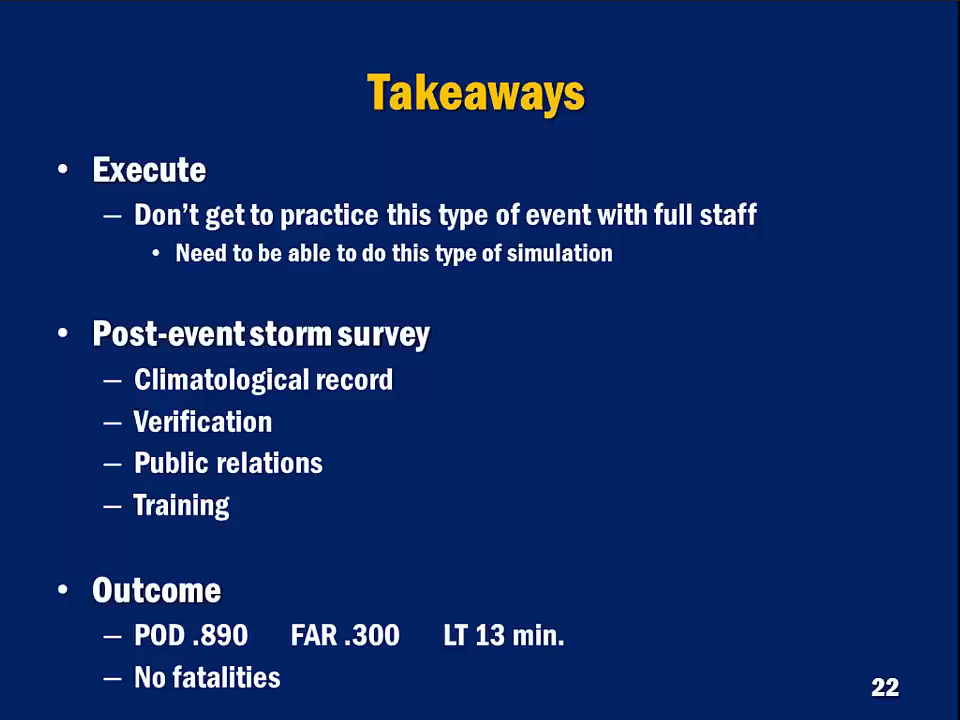 Takeaways
• Execute
– Don't get to practice this type of event with full staff
• Need to be able to do this type of simulation
• Post-event storm survey
– Climatological record
– Verification
– Public relations
– Training
• Outcome
– POD .890 FAR .300 LT 13 min.
– No fatalities
22